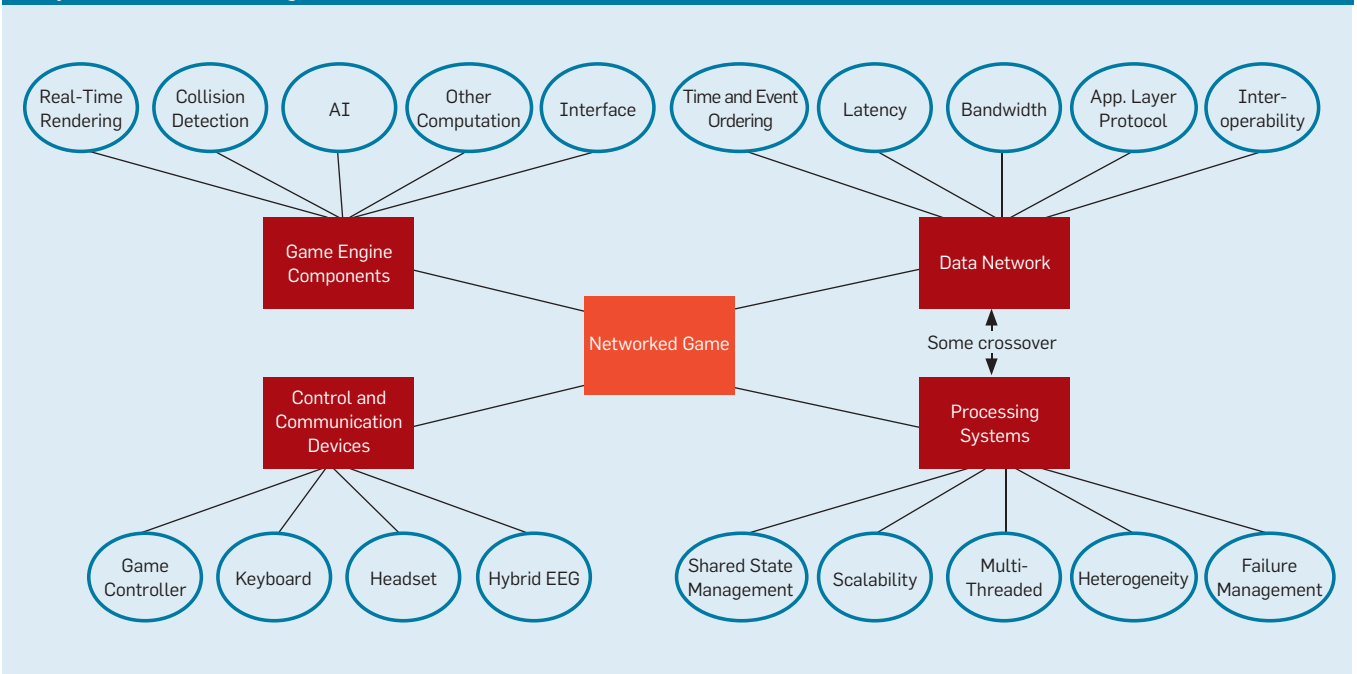 Real-Time
Rendering
Collision
Detection
AI
Other
Computation
Interface
Time and Event
Ordering
Latency
Bandwidth
App. Layer
Protocol
Inter-
operability
Game Engine
Components
Data Network
Networked Game
Some crossover
Control and
Communication
Devices
Processing
Systems
Game
Controller
Keyboard
Headset
Hybrid EEG
Shared State
Management
Scalability
Multi-
Threaded
Heterogeneity
Failure
Management